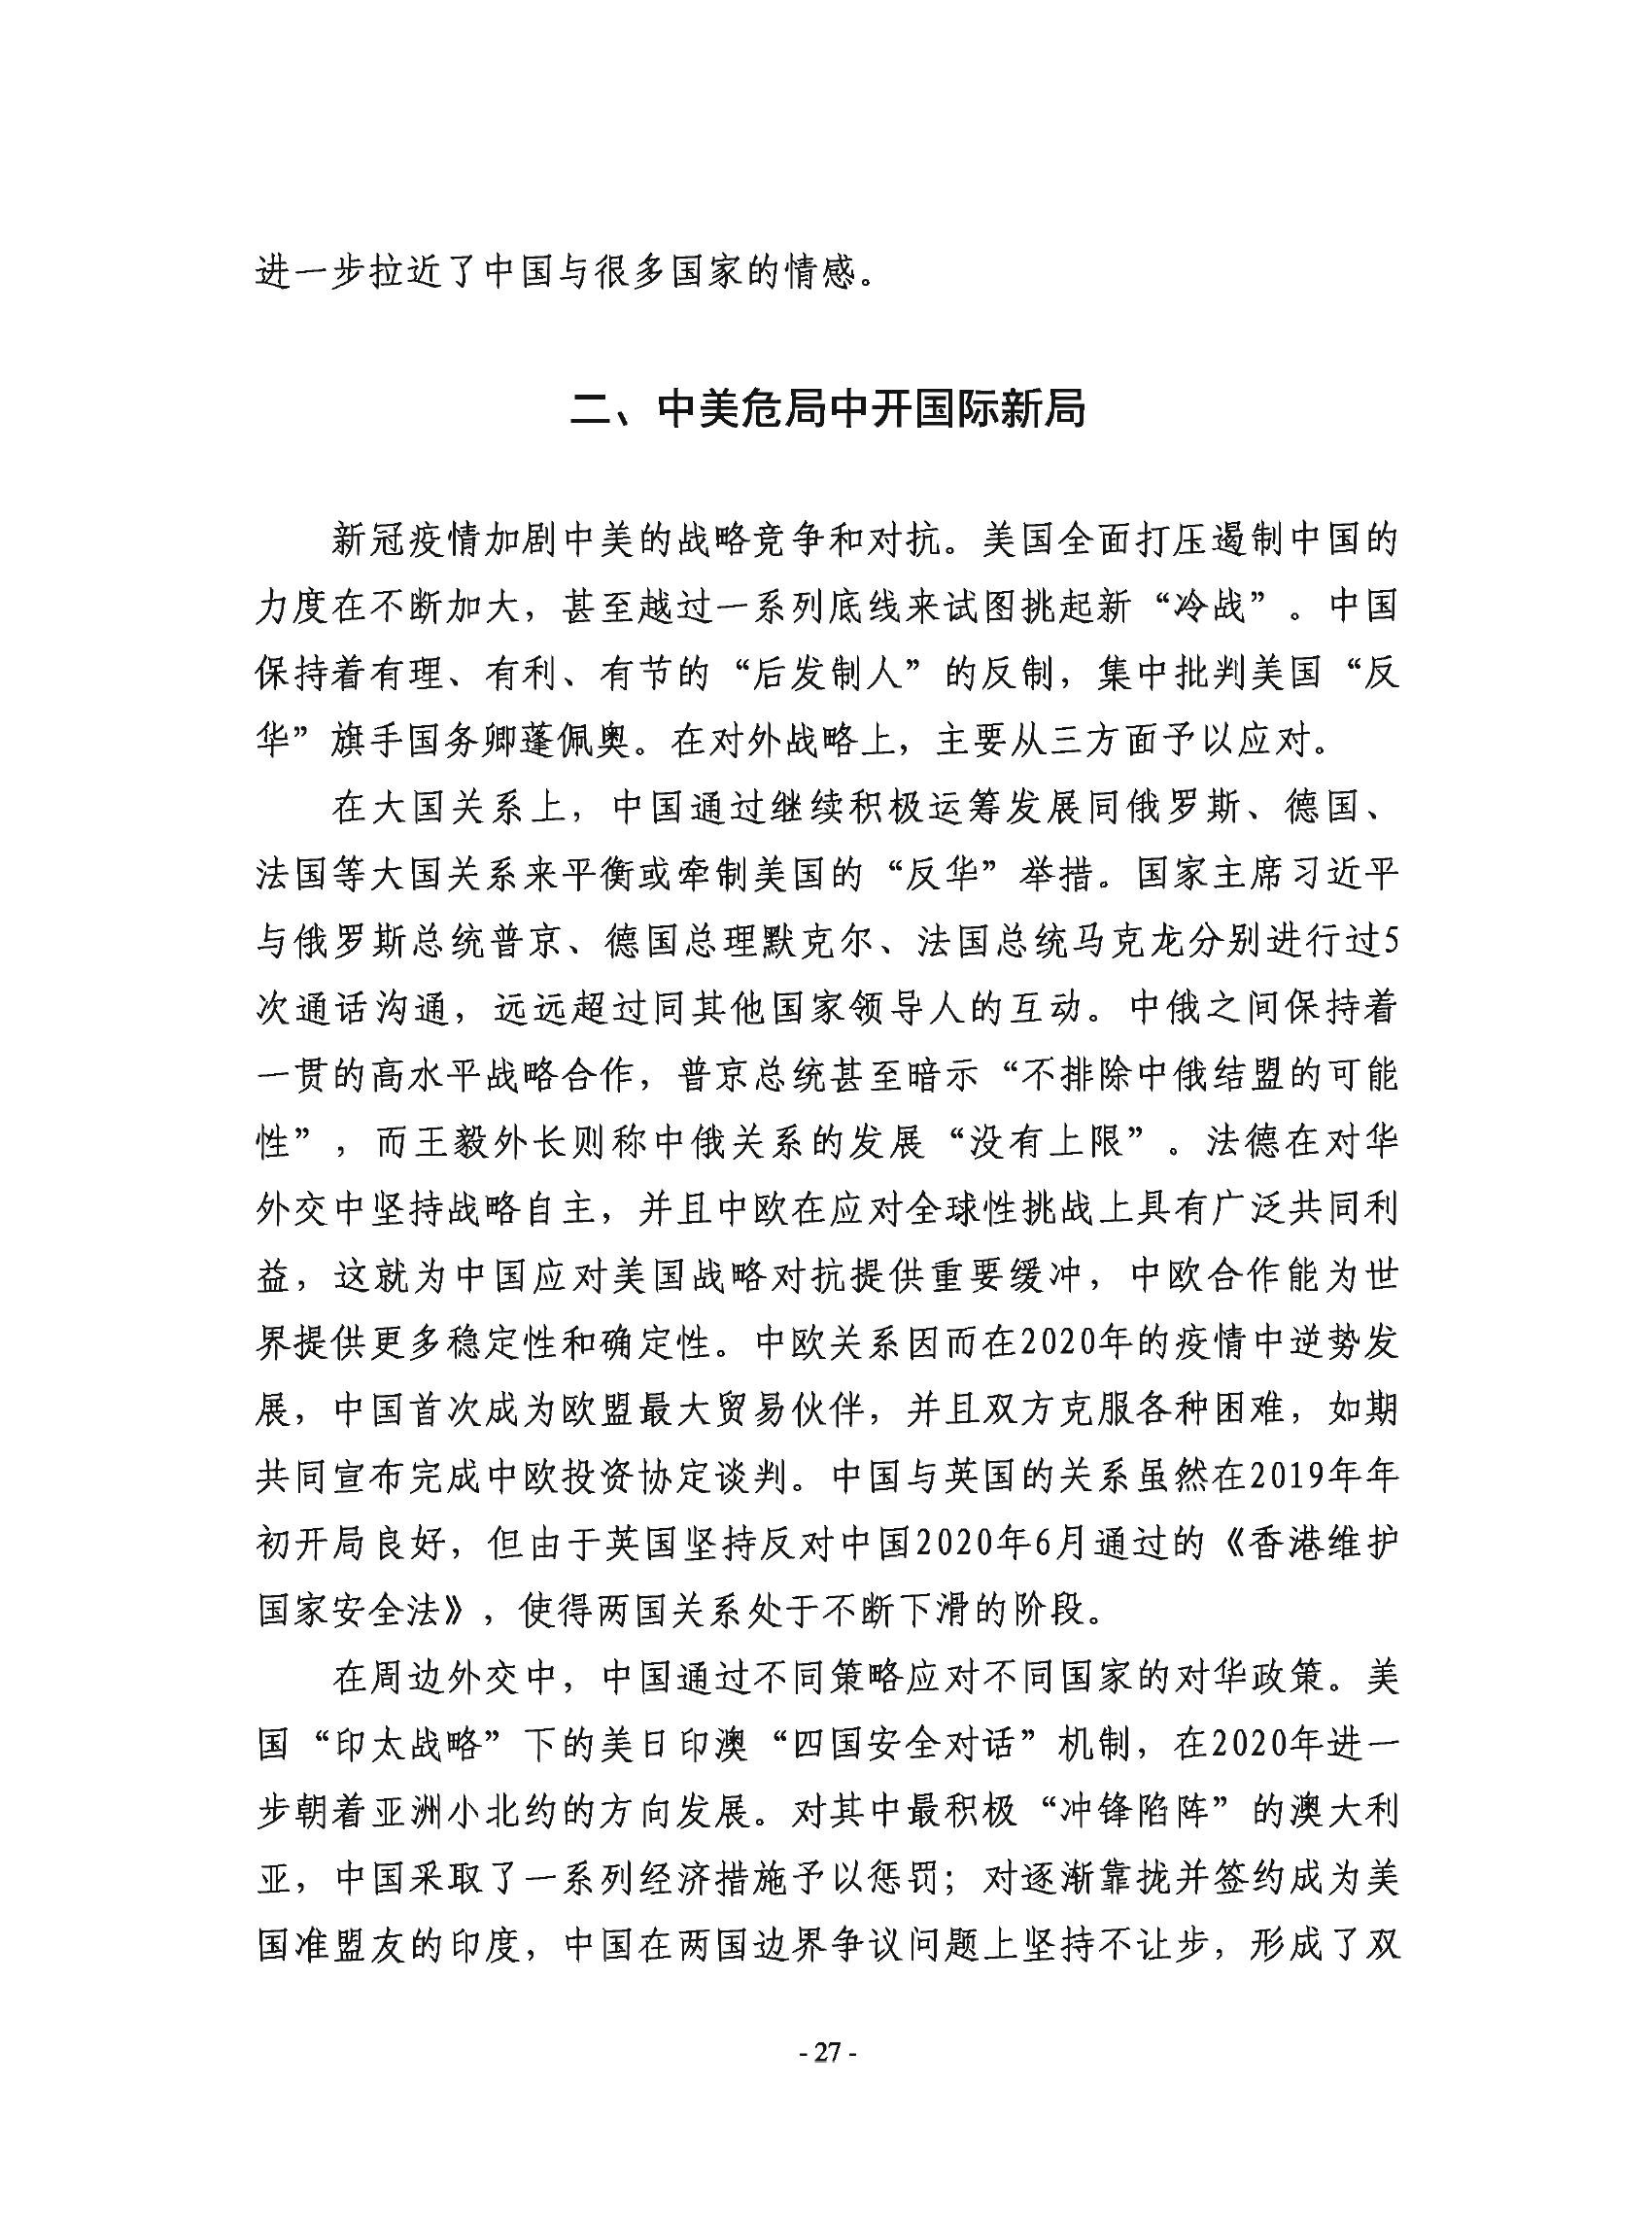 进一步拉近了中国与很多国家的情感。
二、中美危局中开国际新局
新冠疫情加剧中美的战略竞争和对抗。美国全面打压遏制中国的
力度在不断加大，甚至越过一系列底线来试图挑起新“冷战”。中国
保持着有理、有利、有节的“后发制人”的反制，集中批判美国“反
华”旗手国务卿蓬佩奥。在对外战略上，主要从三方面予以应对。
在大国关系上，中国通过继续积极运筹发展同俄罗斯、德国、
法国等大国关系来平衡或牵制美国的“反华”举措。国家主席习近平
与俄罗斯总统普京、德国总理默克尔、法国总统马克龙分别进行过5
次通话沟通，远远超过同其他国家领导人的互动。中俄之间保持着
一贯的高水平战略合作，普京总统甚至暗示“不排除中俄结盟的可能
性”，而王毅外长则称中俄关系的发展“没有上限”。法德在对华
外交中坚持战略自主，并且中欧在应对全球性挑战上具有广泛共同利
益，这就为中国应对美国战略对抗提供重要缓冲，中欧合作能为世
界提供更多稳定性和确定性。中欧关系因而在2020年的疫情中逆势发
展，中国首次成为欧盟最大贸易伙伴，并且双方克服各种困难，如期
共同宣布完成中欧投资协定谈判。中国与英国的关系虽然在2019年年
初开局良好，但由于英国坚持反对中国2020年6月通过的《香港维护
国家安全法》，使得两国关系处于不断下滑的阶段。
在周边外交中，中国通过不同策略应对不同国家的对华政策。美
国“印太战略”下的美日印澳“四国安全对话”机制，在2020年进一
步朝着亚洲小北约的方向发展。对其中最积极“冲锋陷阵”的澳大利
亚，中国采取了一系列经济措施予以惩罚；对逐渐靠拢并签约成为美
国准盟友的印度，中国在两国边界争议问题上坚持不让步，形成了双
- 27 -